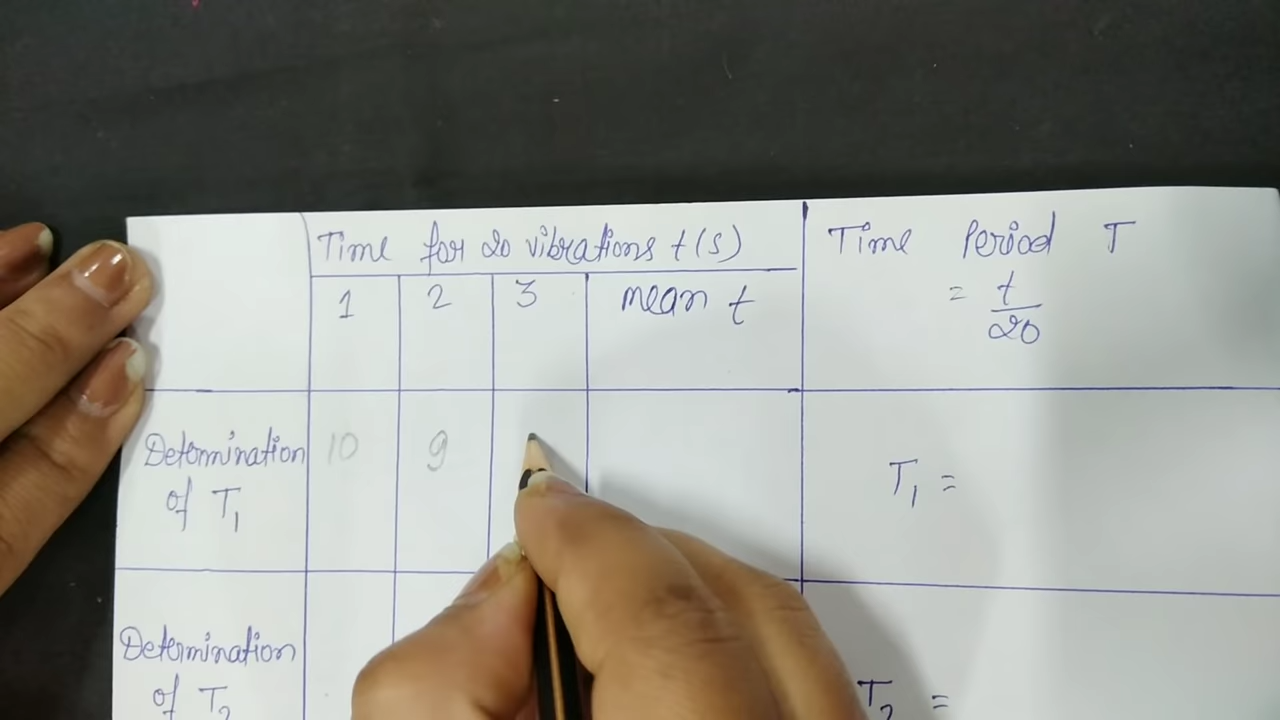 Time for 20 vibrations t(s)
Time Period T
= t/20
1 2 3 mean t
Determination
of T₁
10 9
T₁ =
Determination
of T₂
T₂ =